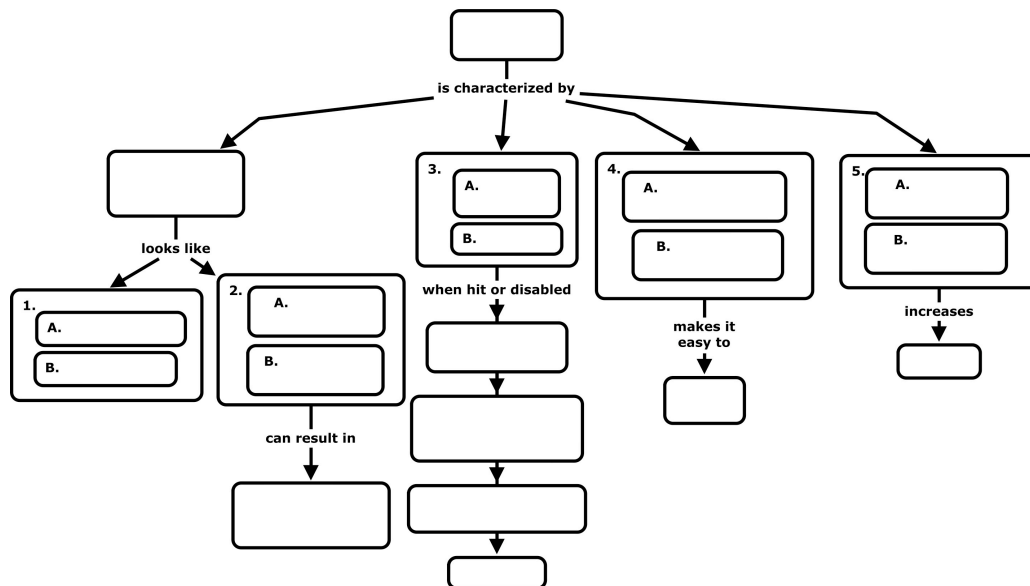 is characterized by
looks like
1.
A.
B.
2.
A.
B.
can result in
3.
A.
B.
when hit or disabled
4.
A.
B.
makes it
easy to
5.
A.
B.
increases